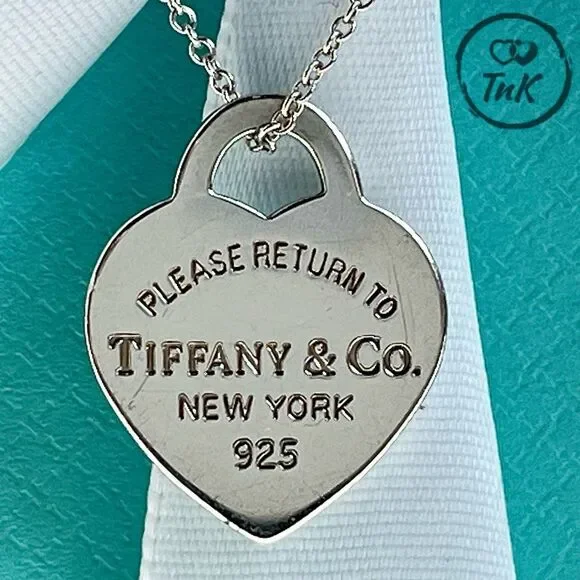 TnK
PLEASE RETURN TO
TIFFANY & CO.
NEW YORK
925